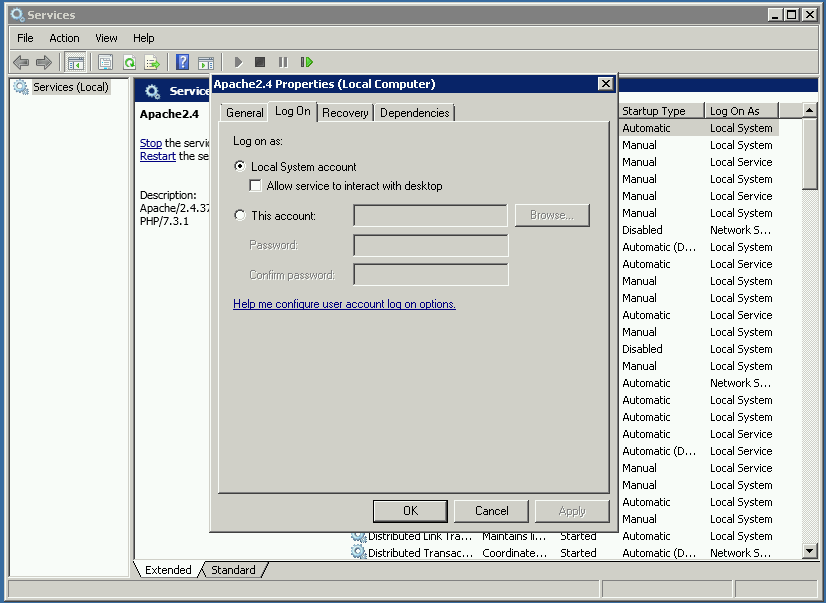 Services
File Action View Help
Services (Local)
Services
Apache2.4 Properties (Local Computer)
Apache2.4
Stop the servic
Restart the se
Description:
Apache/2.4.37
PHP/7.3.1
General Log On Recovery Dependencies
Log on as:
Local System account
Allow service to interact with desktop
This account:
Browse...
Password:
Confirm password:
Help me configure user account log on options.
OK Cancel Apply
Startup Type Log On As
Automatic Local System
Manual Local System
Manual Local Service
Manual Local System
Manual Local Service
Manual Local System
Disabled Network S...
Automatic (D... Local System
Automatic Local Service
Manual Local System
Manual Local System
Automatic Local Service
Manual Local System
Disabled Local System
Manual Local System
Automatic Network S...
Automatic Local System
Automatic Local System
Automatic Local Service
Automatic (D... Local Service
Manual Local Service
Manual Local System
Automatic Local System
Manual Local System
Distributed Link Tra... Maintains li... Started Automatic Local System
Distributed Transac... Coordinate... Started Automatic (D... Network S...
Extended Standard